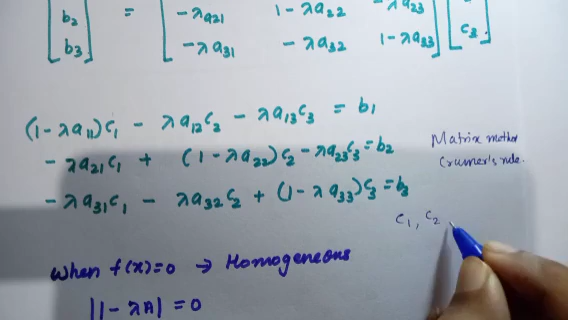 b2 = -λa21 1-λa22 -λa23
b3 -λa31 -λa32 1-λa33 c3
(1-λa11)c1 - λa12c2 - λa13c3 = b1
-λa21c1 + (1-λa22)c2 - λa23c3 = b2
-λa31c1 - λa32c2 + (1-λa33)c3 = b3
Matrix method
Crumer's rule.
c1, c2
When f(x)=0 → Homogeneous
|1-λA| = 0